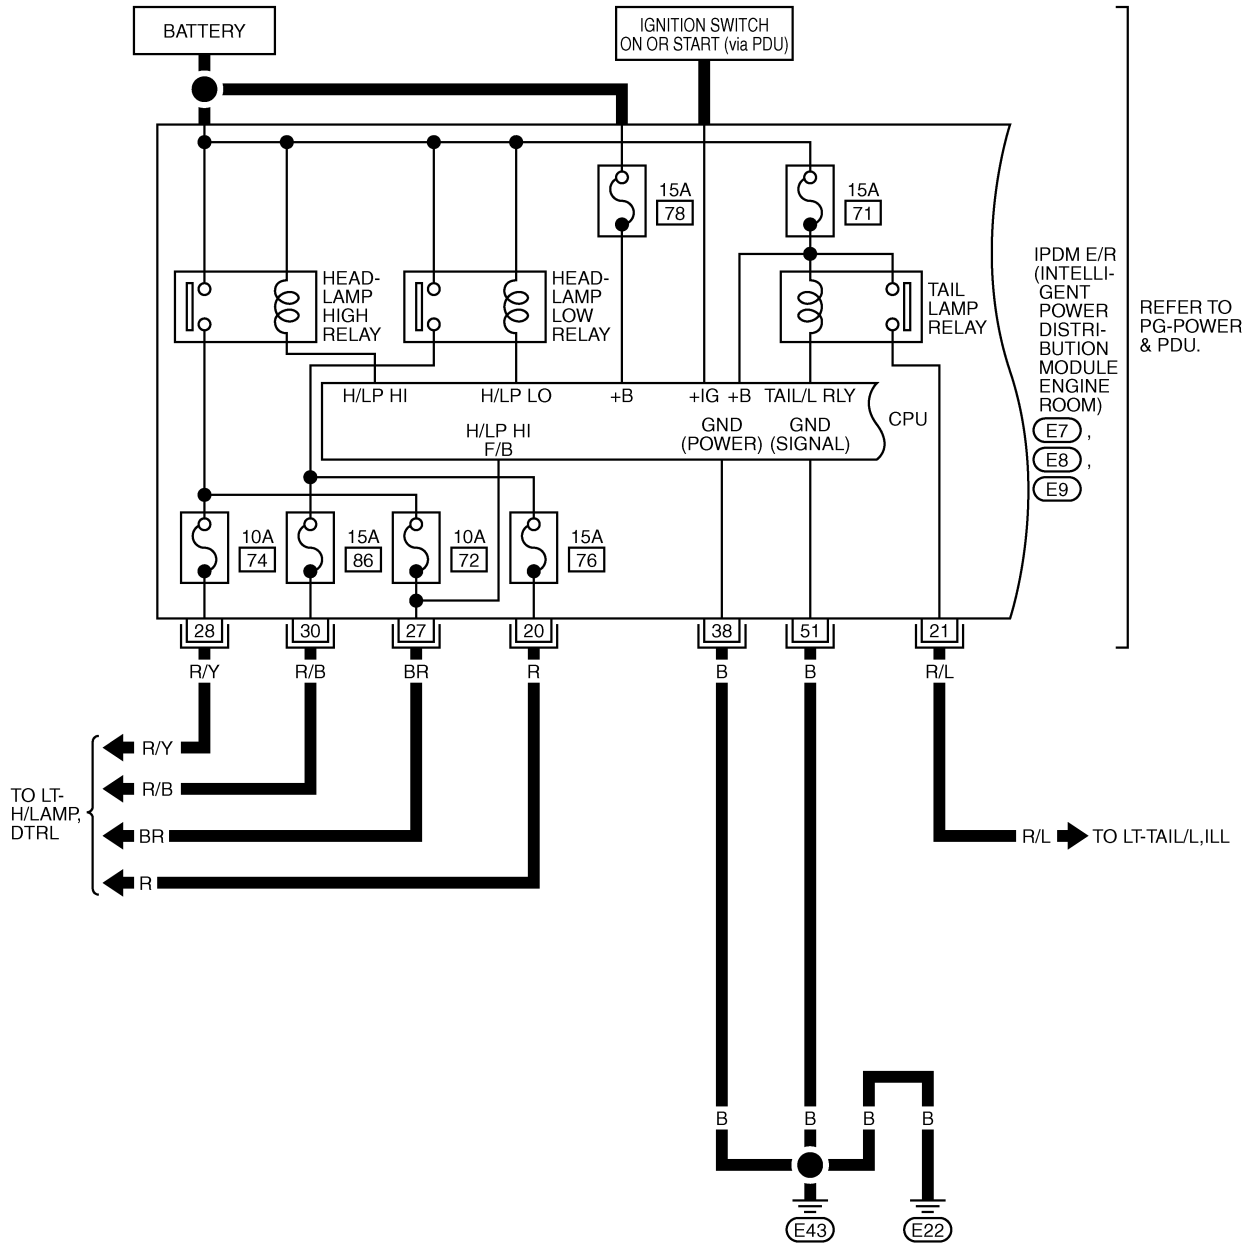 BATTERY
IGNITION SWITCH
ON OR START (via PDU)
15A
78
15A
71
HEAD-
LAMP
HIGH
RELAY
HEAD-
LAMP
LOW
RELAY
TAIL
LAMP
RELAY
IPDM E/R
(INTELLI-
GENT
POWER
DISTRI-
BUTION
MODULE
ENGINE
ROOM)
E7 ,
E8 ,
E9
REFER TO
PG-POWER
& PDU.
H/LP HI
H/LP LO
+B
+IG
+B
TAIL/L RLY
H/LP HI
F/B
GND
(POWER)
GND
(SIGNAL)
CPU
10A
74
15A
86
10A
72
15A
76
28
30
27
20
38
51
21
R/Y
R/B
BR
R
B
B
R/L
R/Y
R/B
BR
R
TO LT-
H/LAMP,
DTRL
R/L
TO LT-TAIL/L,ILL
B
B
B
B
E43
E22